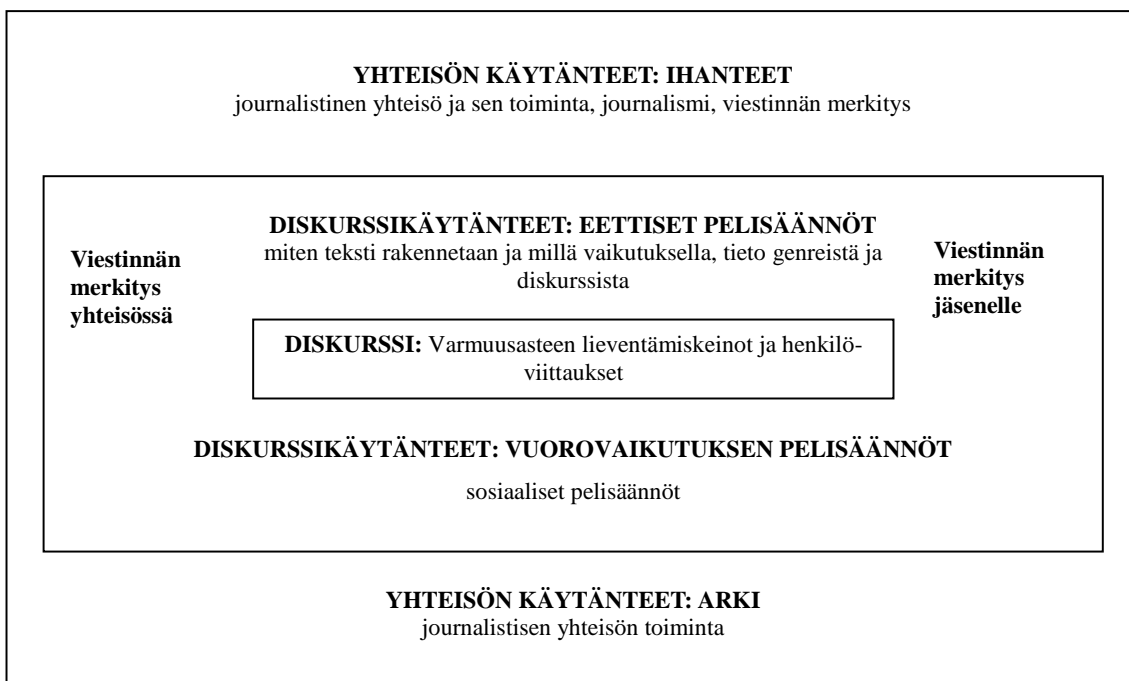 YHTEISÖN KÄYTÄNTEET: IHANTEET
journalistinen yhteisö ja sen toiminta, journalismi, viestinnän merkitys
DISKURSSIKÄYTÄNTEET: EETTISET PELISÄÄNNÖT
miten teksti rakennetaan ja millä vaikutuksella, tieto genreistä ja
diskurssista
Viestinnän
merkitys
yhteisössä
Viestinnän
merkitys
jäsenelle
DISKURSSI: Varmuusasteen lieventämiskeinot ja henkilö-
viittaukset
DISKURSSIKÄYTÄNTEET: VUOROVAIKUTUKSEN PELISÄÄNNÖT
sosiaaliset pelisäännöt
YHTEISÖN KÄYTÄNTEET: ARKI
journalistisen yhteisön toiminta